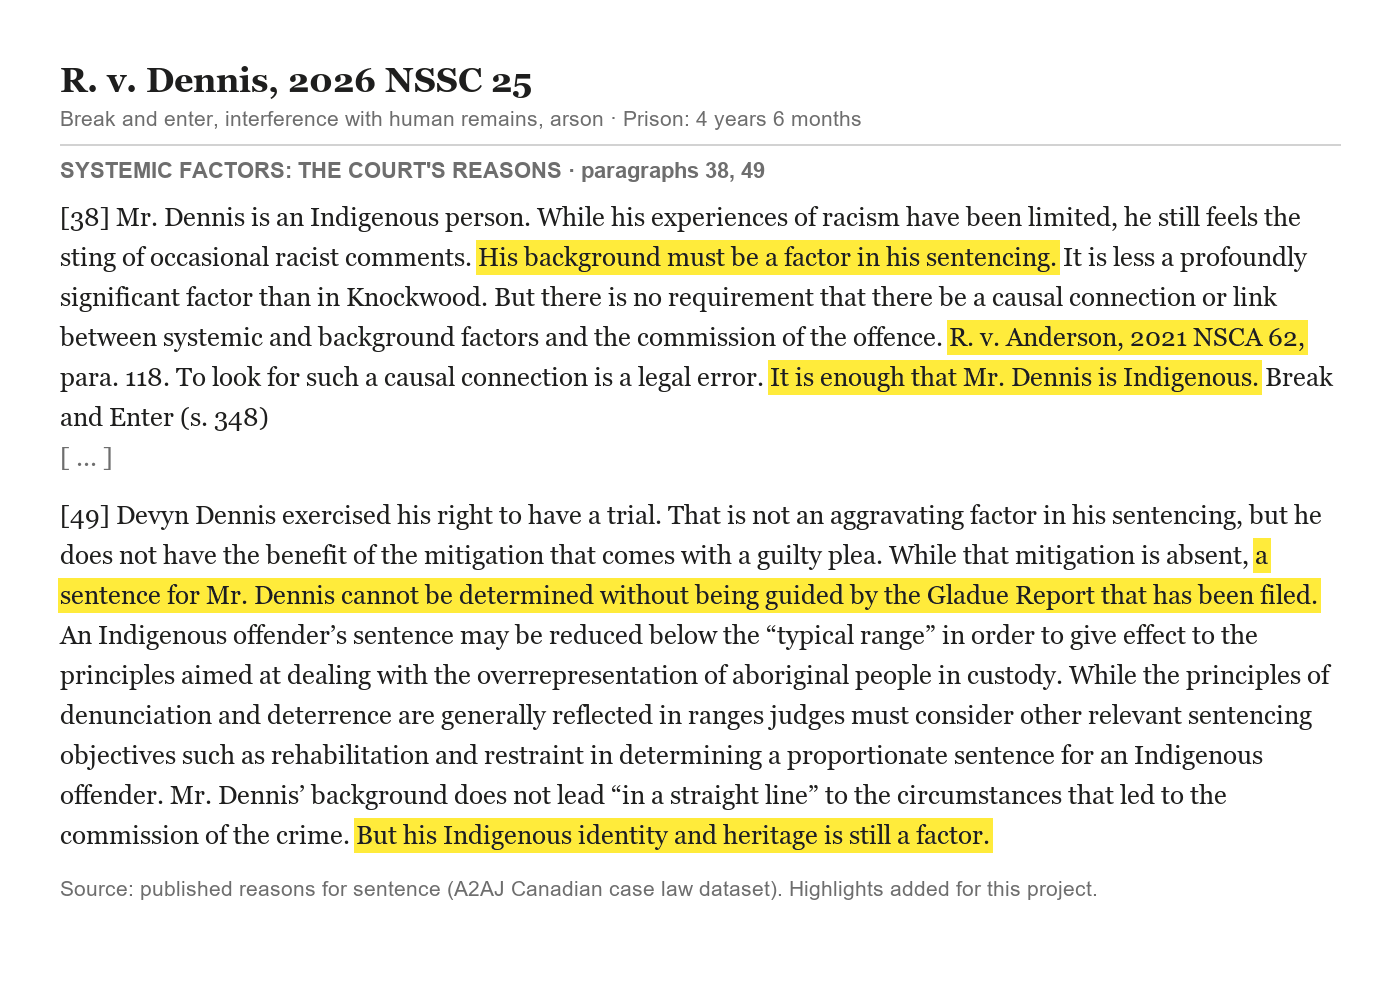 R. v. Dennis, 2026 NSSC 25
Break and enter, interference with human remains, arson · Prison: 4 years 6 months
SYSTEMIC FACTORS: THE COURT'S REASONS · paragraphs 38, 49
[38] Mr. Dennis is an Indigenous person. While his experiences of racism have been limited, he still feels the
sting of occasional racist comments. His background must be a factor in his sentencing. It is less a profoundly
significant factor than in Knockwood. But there is no requirement that there be a causal connection or link
between systemic and background factors and the commission of the offence. R. v. Anderson, 2021 NSCA 62,
para. 118. To look for such a causal connection is a legal error. It is enough that Mr. Dennis is Indigenous. Break
and Enter (s. 348)
[ ... ]
[49] Devyn Dennis exercised his right to have a trial. That is not an aggravating factor in his sentencing, but he
does not have the benefit of the mitigation that comes with a guilty plea. While that mitigation is absent, a
sentence for Mr. Dennis cannot be determined without being guided by the Gladue Report that has been filed.
An Indigenous offender’s sentence may be reduced below the “typical range” in order to give effect to the
principles aimed at dealing with the overrepresentation of aboriginal people in custody. While the principles of
denunciation and deterrence are generally reflected in ranges judges must consider other relevant sentencing
objectives such as rehabilitation and restraint in determining a proportionate sentence for an Indigenous
offender. Mr. Dennis’ background does not lead “in a straight line” to the circumstances that led to the
commission of the crime. But his Indigenous identity and heritage is still a factor.
Source: published reasons for sentence (A2AJ Canadian case law dataset). Highlights added for this project.